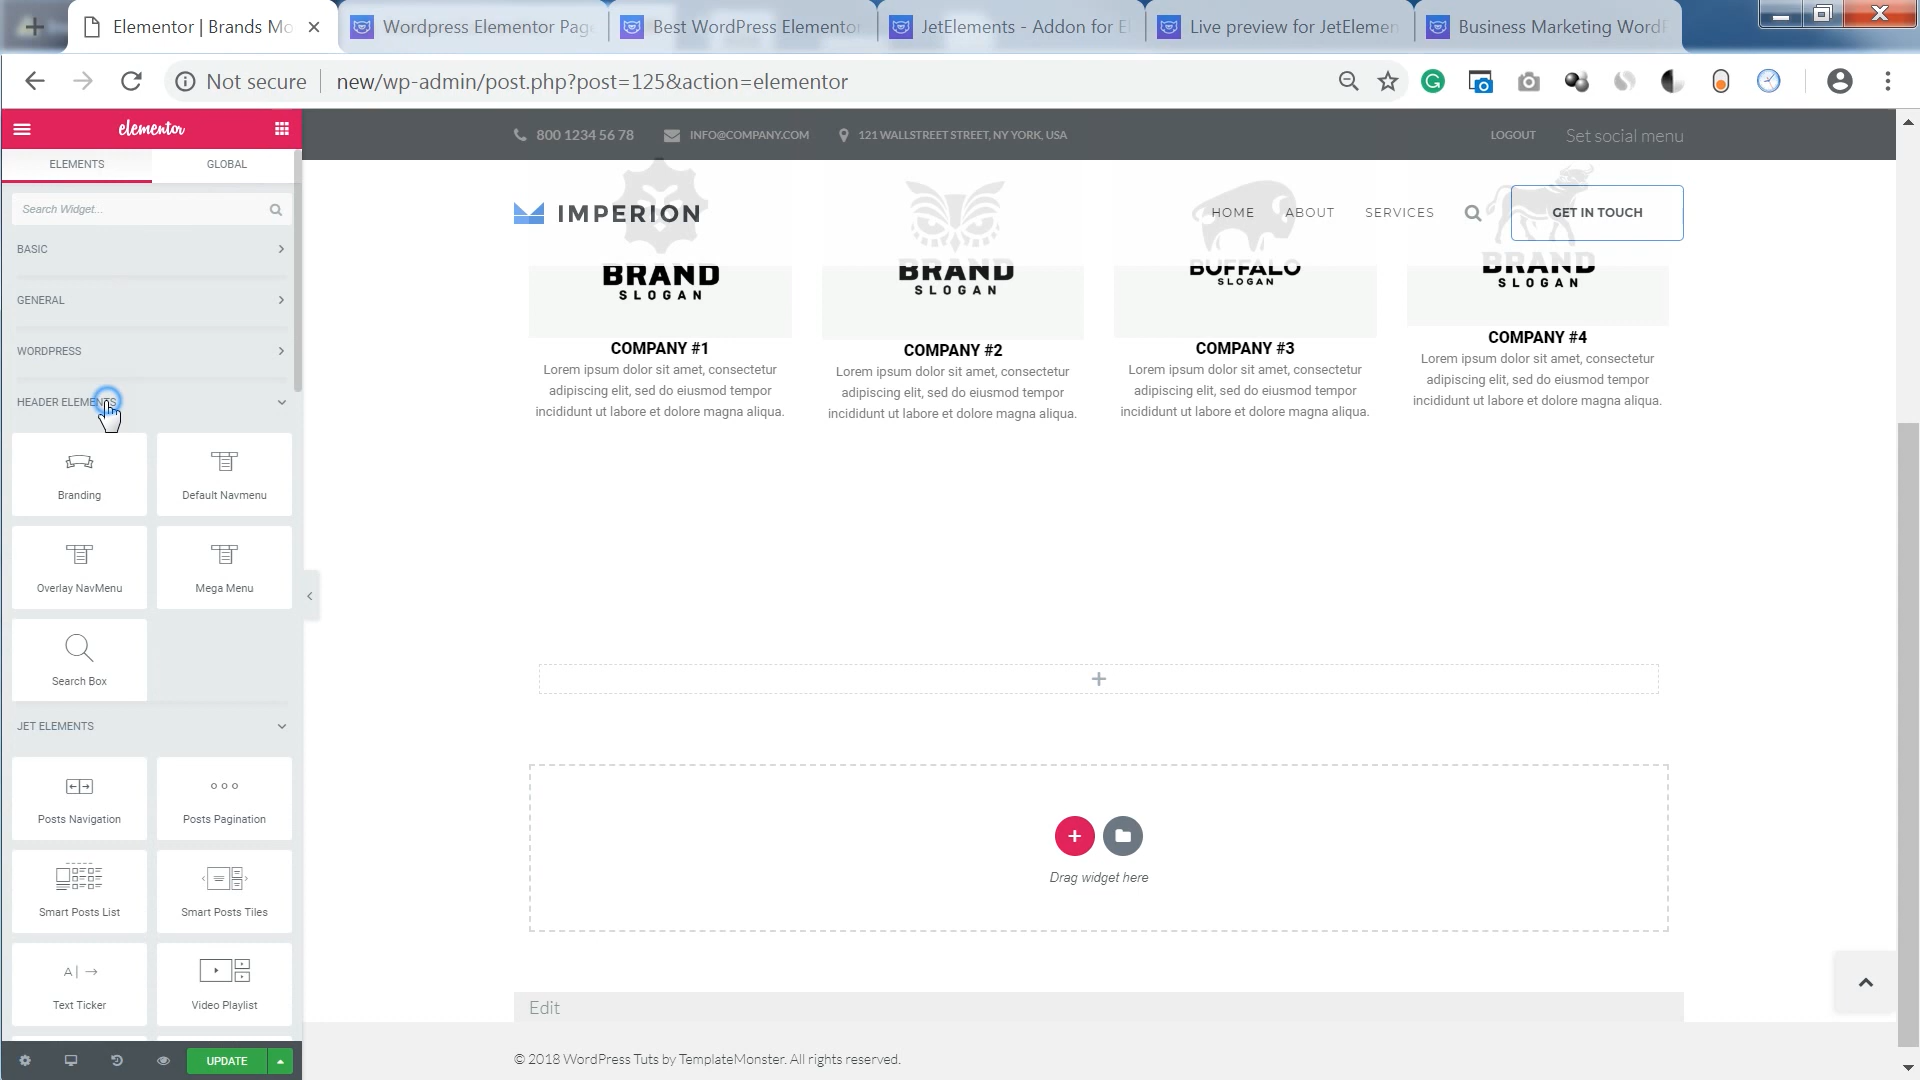 Elementor | Brands Mo
Wordpress Elementor Page
Best WordPress Elementor
JetElements - Addon for El
Live preview for JetElemen
Business Marketing WordP
Not secure
new/wp-admin/post.php?post=125&action=elementor
elementor
ELEMENTS
GLOBAL
Search Widget...
BASIC
GENERAL
WORDPRESS
HEADER ELEMENTS
Branding
Default Navmenu
Overlay NavMenu
Mega Menu
Search Box
JET ELEMENTS
Posts Navigation
Posts Pagination
Smart Posts List
Smart Posts Tiles
Text Ticker
Video Playlist
UPDATE
800 1234 56 78
INFO@COMPANY.COM
121 WALLSTREET STREET, NY YORK, USA
LOGOUT
Set social menu
IMPERION
HOME
ABOUT
SERVICES
GET IN TOUCH
BRAND
SLOGAN
BRAND
SLOGAN
BUFFALO
SLOGAN
BRAND
SLOGAN
COMPANY #1
Lorem ipsum dolor sit amet, consectetur
adipiscing elit, sed do eiusmod tempor
incididunt ut labore et dolore magna aliqua.
COMPANY #2
Lorem ipsum dolor sit amet, consectetur
adipiscing elit, sed do eiusmod tempor
incididunt ut labore et dolore magna aliqua.
COMPANY #3
Lorem ipsum dolor sit amet, consectetur
adipiscing elit, sed do eiusmod tempor
incididunt ut labore et dolore magna aliqua.
COMPANY #4
Lorem ipsum dolor sit amet, consectetur
adipiscing elit, sed do eiusmod tempor
incididunt ut labore et dolore magna aliqua.
Drag widget here
Edit
© 2018 WordPress Tuts by TemplateMonster. All rights reserved.